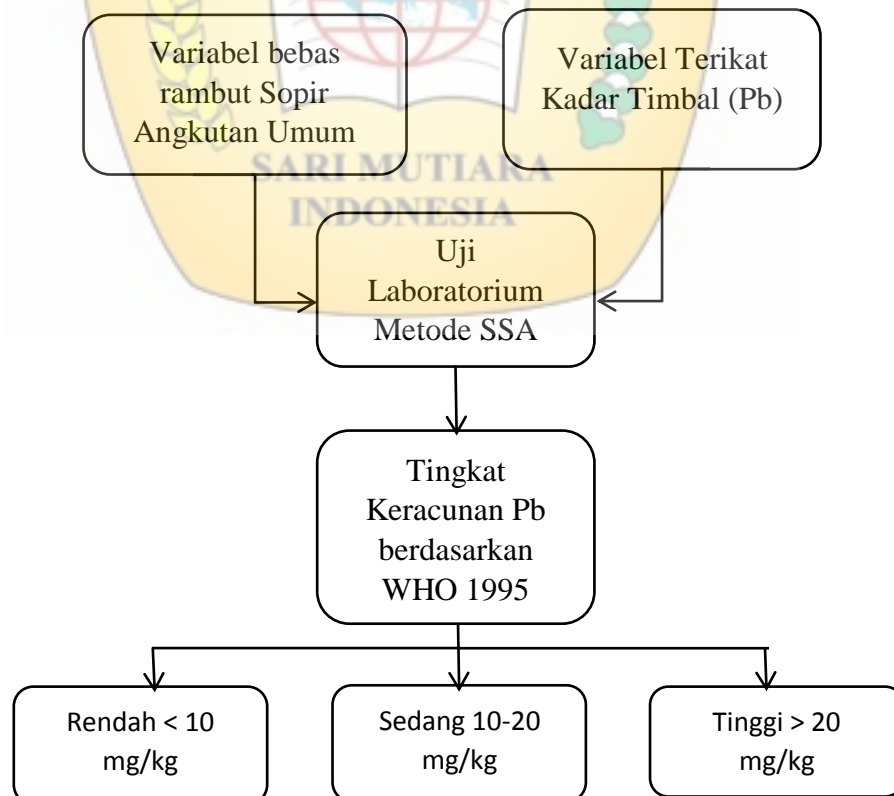 Variabel bebas
rambut Sopir
Angkutan Umum
Variabel Terikat
Kadar Timbal (Pb)
SARI MUTIARA
INDONESIA
Uji
Laboratorium
Metode SSA
Tingkat
Keracunan Pb
berdasarkan
WHO 1995
Rendah < 10
mg/kg
Sedang 10-20
mg/kg
Tinggi > 20
mg/kg